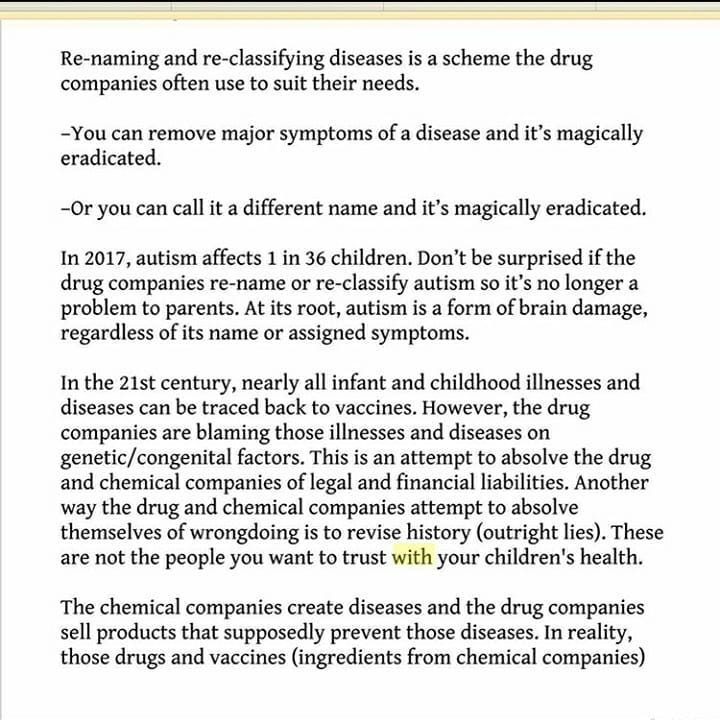 Re-naming and re-classifying diseases is a scheme the drug
companies often use to suit their needs.
–You can remove major symptoms of a disease and it's magically
eradicated.
–Or you can call it a different name and it's magically eradicated.
In 2017, autism affects 1 in 36 children. Don't be surprised if the
drug companies re-name or re-classify autism so it's no longer a
problem to parents. At its root, autism is a form of brain damage,
regardless of its name or assigned symptoms.
In the 21st century, nearly all infant and childhood illnesses and
diseases can be traced back to vaccines. However, the drug
companies are blaming those illnesses and diseases on
genetic/congenital factors. This is an attempt to absolve the drug
and chemical companies of legal and financial liabilities. Another
way the drug and chemical companies attempt to absolve
themselves of wrongdoing is to revise history (outright lies). These
are not the people you want to trust with your children's health.
The chemical companies create diseases and the drug companies
sell products that supposedly prevent those diseases. In reality,
those drugs and vaccines (ingredients from chemical companies)